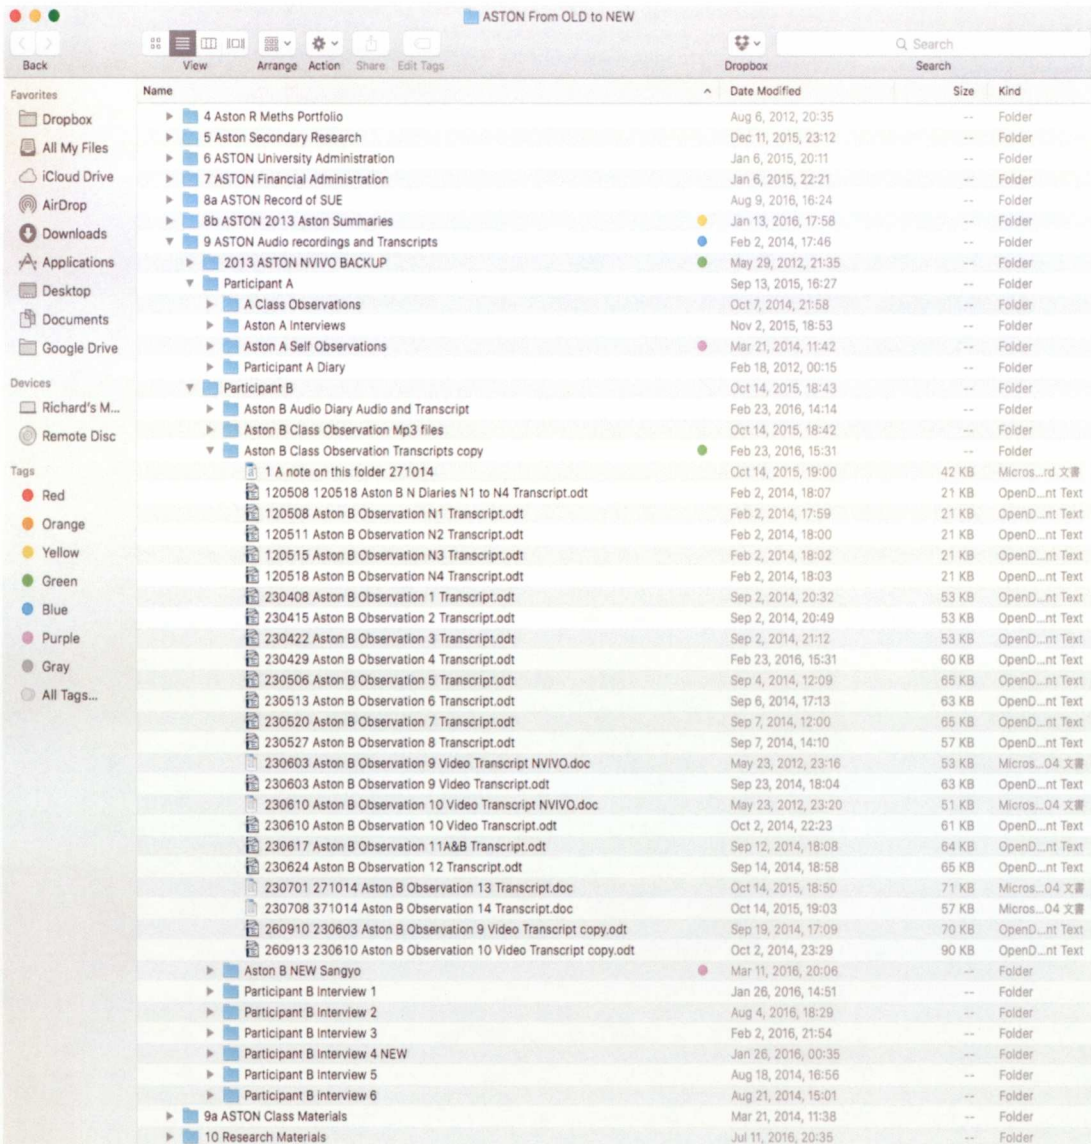 ASTON From OLD to NEW
Search
Back View Arrange Action Share Edit Tags Dropbox Search
Favorites
Dropbox
All My Files
iCloud Drive
AirDrop
Downloads
Applications
Desktop
Documents
Google Drive
Devices
Richard's M...
Remote Disc
Tags
Red
Orange
Yellow
Green
Blue
Purple
Gray
All Tags...
Name Date Modified Size Kind
4 Aston R Meths Portfolio Aug 6, 2012, 20:35 -- Folder
5 Aston Secondary Research Dec 11, 2015, 23:12 -- Folder
6 ASTON University Administration Jan 6, 2015, 20:11 -- Folder
7 ASTON Financial Administration Jan 6, 2015, 22:21 -- Folder
8a ASTON Record of SUE Aug 9, 2016, 16:24 -- Folder
8b ASTON 2013 Aston Summaries Jan 13, 2016, 17:58 -- Folder
9 ASTON Audio recordings and Transcripts Feb 2, 2014, 17:46 -- Folder
2013 ASTON NVIVO BACKUP May 29, 2012, 21:35 -- Folder
Participant A Sep 13, 2015, 16:27 -- Folder
A Class Observations Oct 7, 2014, 21:58 -- Folder
Aston A Interviews Nov 2, 2015, 18:53 -- Folder
Aston A Self Observations Mar 21, 2014, 11:42 -- Folder
Participant A Diary Feb 18, 2012, 00:15 -- Folder
Participant B Oct 14, 2015, 18:43 -- Folder
Aston B Audio Diary Audio and Transcript Feb 23, 2016, 14:14 -- Folder
Aston B Class Observation Mp3 files Oct 14, 2015, 18:42 -- Folder
Aston B Class Observation Transcripts copy Feb 23, 2016, 15:31 -- Folder
1 A note on this folder 271014 Oct 14, 2015, 19:00 42 KB Micros...rd 文書
120508 120518 Aston B N Diaries N1 to N4 Transcript.odt Feb 2, 2014, 18:07 21 KB OpenD...nt Text
120508 Aston B Observation N1 Transcript.odt Feb 2, 2014, 17:59 21 KB OpenD...nt Text
120511 Aston B Observation N2 Transcript.odt Feb 2, 2014, 18:00 21 KB OpenD...nt Text
120515 Aston B Observation N3 Transcript.odt Feb 2, 2014, 18:02 21 KB OpenD...nt Text
120518 Aston B Observation N4 Transcript.odt Feb 2, 2014, 18:03 21 KB OpenD...nt Text
230408 Aston B Observation 1 Transcript.odt Sep 2, 2014, 20:32 53 KB OpenD...nt Text
230415 Aston B Observation 2 Transcript.odt Sep 2, 2014, 20:49 53 KB OpenD...nt Text
230422 Aston B Observation 3 Transcript.odt Sep 2, 2014, 21:12 53 KB OpenD...nt Text
230429 Aston B Observation 4 Transcript.odt Feb 23, 2016, 15:31 60 KB OpenD...nt Text
230506 Aston B Observation 5 Transcript.odt Sep 4, 2014, 12:09 65 KB OpenD...nt Text
230513 Aston B Observation 6 Transcript.odt Sep 6, 2014, 17:13 63 KB OpenD...nt Text
230520 Aston B Observation 7 Transcript.odt Sep 7, 2014, 12:00 65 KB OpenD...nt Text
230527 Aston B Observation 8 Transcript.odt Sep 7, 2014, 14:10 57 KB OpenD...nt Text
230603 Aston B Observation 9 Video Transcript NVIVO.doc May 23, 2012, 23:16 53 KB Micros...04 文書
230603 Aston B Observation 9 Video Transcript.odt Sep 23, 2014, 18:04 63 KB OpenD...nt Text
230610 Aston B Observation 10 Video Transcript NVIVO.doc May 23, 2012, 23:20 51 KB Micros...04 文書
230610 Aston B Observation 10 Video Transcript.odt Oct 2, 2014, 22:23 61 KB OpenD...nt Text
230617 Aston B Observation 11A&B Transcript.odt Sep 12, 2014, 18:08 64 KB OpenD...nt Text
230624 Aston B Observation 12 Transcript.odt Sep 14, 2014, 18:58 65 KB OpenD...nt Text
230701 271014 Aston B Observation 13 Transcript.doc Oct 14, 2015, 18:50 71 KB Micros...04 文書
230708 371014 Aston B Observation 14 Transcript.doc Oct 14, 2015, 19:03 57 KB Micros...04 文書
260910 230603 Aston B Observation 9 Video Transcript copy.odt Sep 19, 2014, 17:09 70 KB OpenD...nt Text
260913 230610 Aston B Observation 10 Video Transcript copy.odt Oct 2, 2014, 23:29 90 KB OpenD...nt Text
Aston B NEW Sangyo Mar 11, 2016, 20:06 -- Folder
Participant B Interview 1 Jan 26, 2016, 14:51 -- Folder
Participant B Interview 2 Aug 4, 2016, 18:29 -- Folder
Participant B Interview 3 Feb 2, 2016, 21:54 -- Folder
Participant B Interview 4 NEW Jan 26, 2016, 00:35 -- Folder
Participant B Interview 5 Aug 18, 2014, 16:56 -- Folder
Participant B interview 6 Aug 21, 2014, 15:01 -- Folder
9a ASTON Class Materials Mar 21, 2014, 11:38 -- Folder
10 Research Materials Jul 11, 2016, 20:35 -- Folder